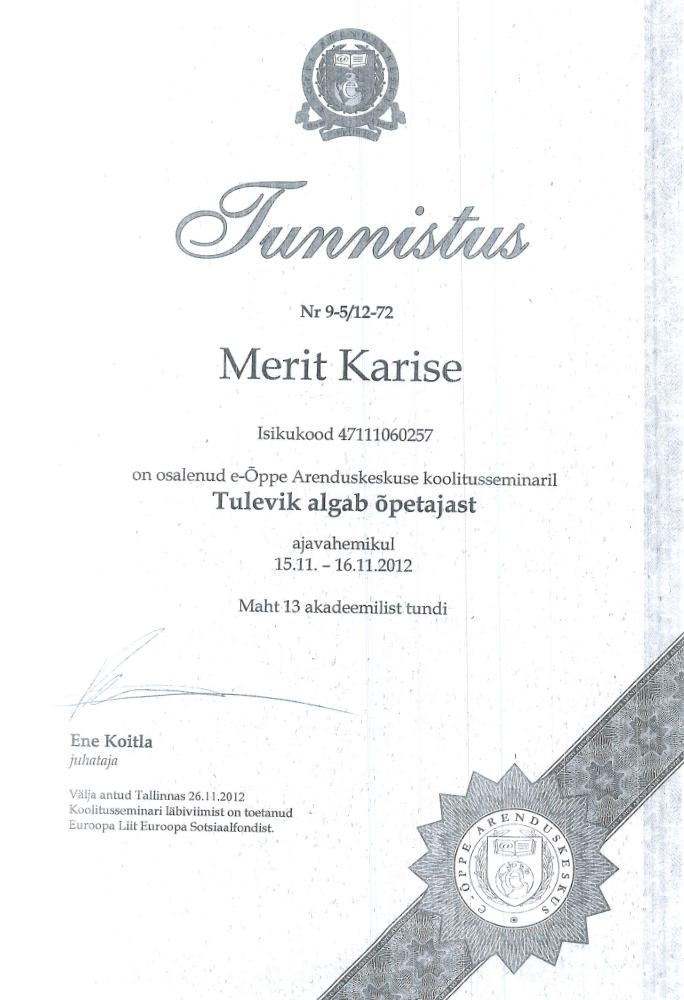 Tunnistus
Nr 9-5/12-72
Merit Karise
Isikukood 47111060257
on osalenud e-Õppe Arenduskeskuse koolitusseminaril
Tulevik algab õpetajast
ajavahemikul
15.11. – 16.11.2012
Maht 13 akadeemilist tundi
Ene Koitla
juhataja
Välja antud Tallinnas 26.11.2012
Koolitusseminari läbiviimist on toetanud
Euroopa Liit Euroopa Sotsiaalfondist.
e-ÕPPE ARENDUSKESKUS